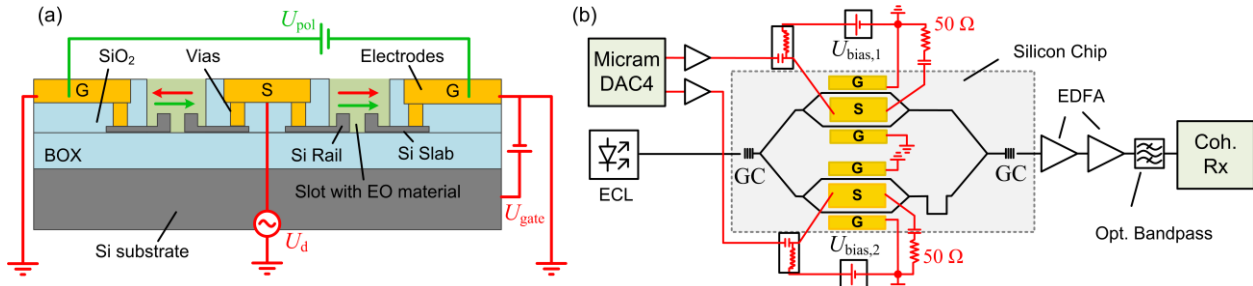 (a)
U_pol
SiO₂
Vias
Electrodes
G
S
G
BOX
Si Rail
Si Slab
Slot with EO material
U_gate
Si substrate
U_d
(b)
50 Ω
U_bias,1
Micram
DAC4
Silicon Chip
G
S
G
EDFA
ECL
GC
GC
Coh.
Rx
G
S
G
Opt. Bandpass
U_bias,2
50 Ω